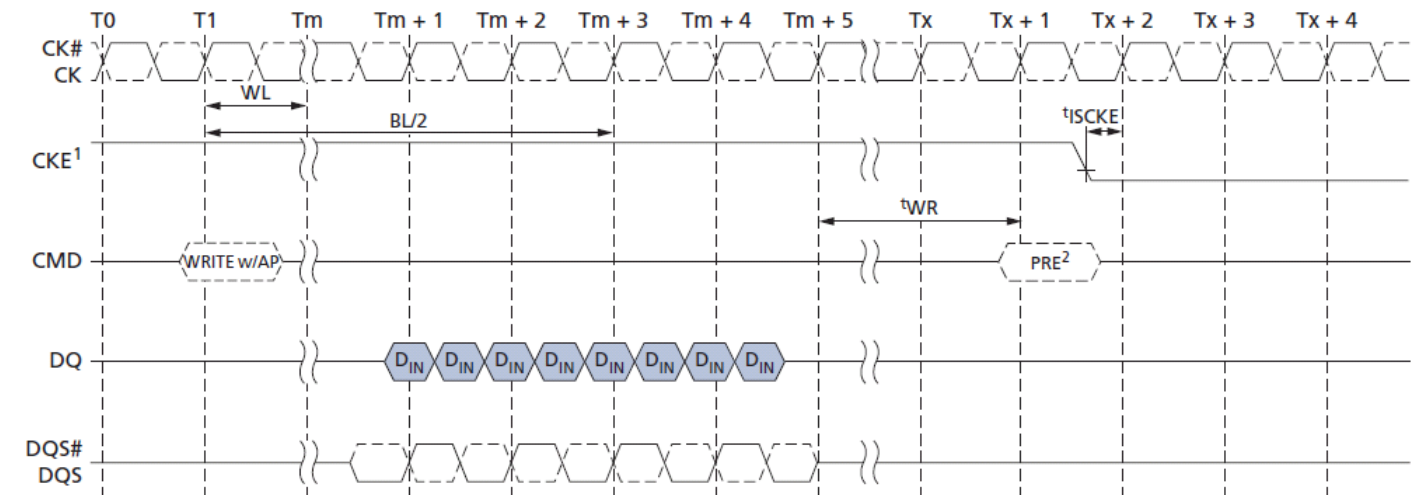 T0 T1 Tm Tm + 1 Tm + 2 Tm + 3 Tm + 4 Tm + 5 Tx Tx + 1 Tx + 2 Tx + 3 Tx + 4
CK#
CK
WL
BL/2
tISCKE
CKE1
tWR
CMD WRITE w/AP PRE2
DQ DIN DIN DIN DIN DIN DIN DIN DIN
DQS#
DQS